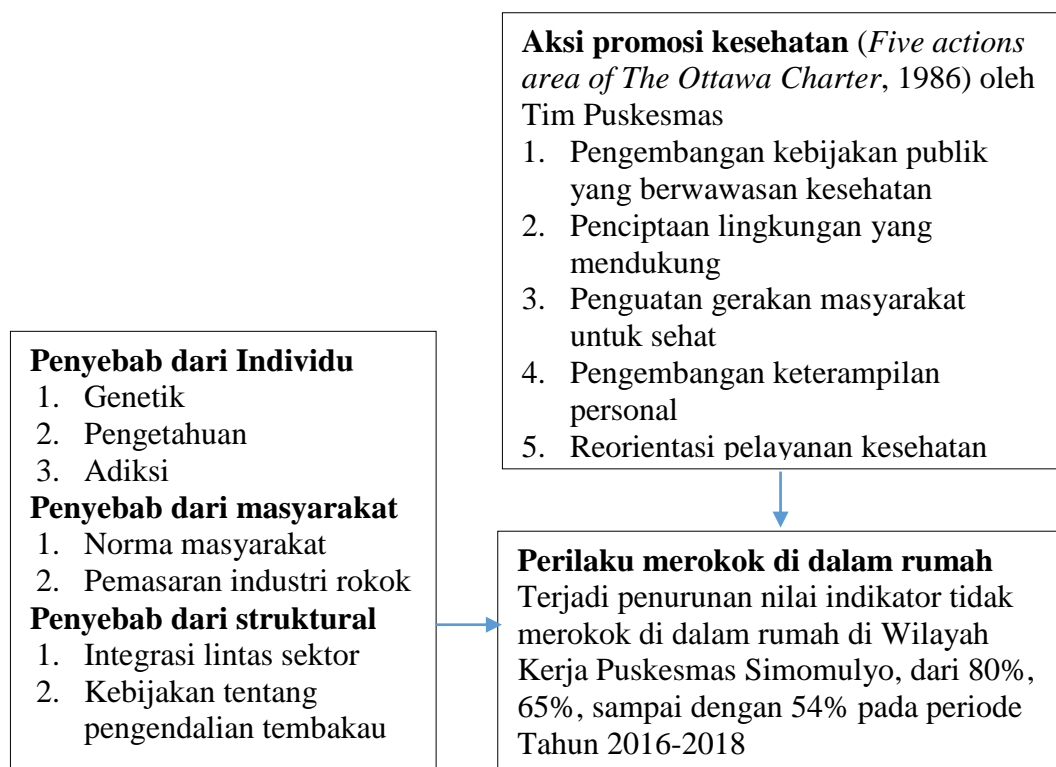 Aksi promosi kesehatan (Five actions
area of The Ottawa Charter, 1986) oleh
Tim Puskesmas
1. Pengembangan kebijakan publik
yang berwawasan kesehatan
2. Penciptaan lingkungan yang
mendukung
3. Penguatan gerakan masyarakat
untuk sehat
4. Pengembangan keterampilan
personal
5. Reorientasi pelayanan kesehatan
Penyebab dari Individu
1. Genetik
2. Pengetahuan
3. Adiksi
Penyebab dari masyarakat
1. Norma masyarakat
2. Pemasaran industri rokok
Penyebab dari struktural
1. Integrasi lintas sektor
2. Kebijakan tentang
pengendalian tembakau
Perilaku merokok di dalam rumah
Terjadi penurunan nilai indikator tidak
merokok di dalam rumah di Wilayah
Kerja Puskesmas Simomulyo, dari 80%,
65%, sampai dengan 54% pada periode
Tahun 2016-2018